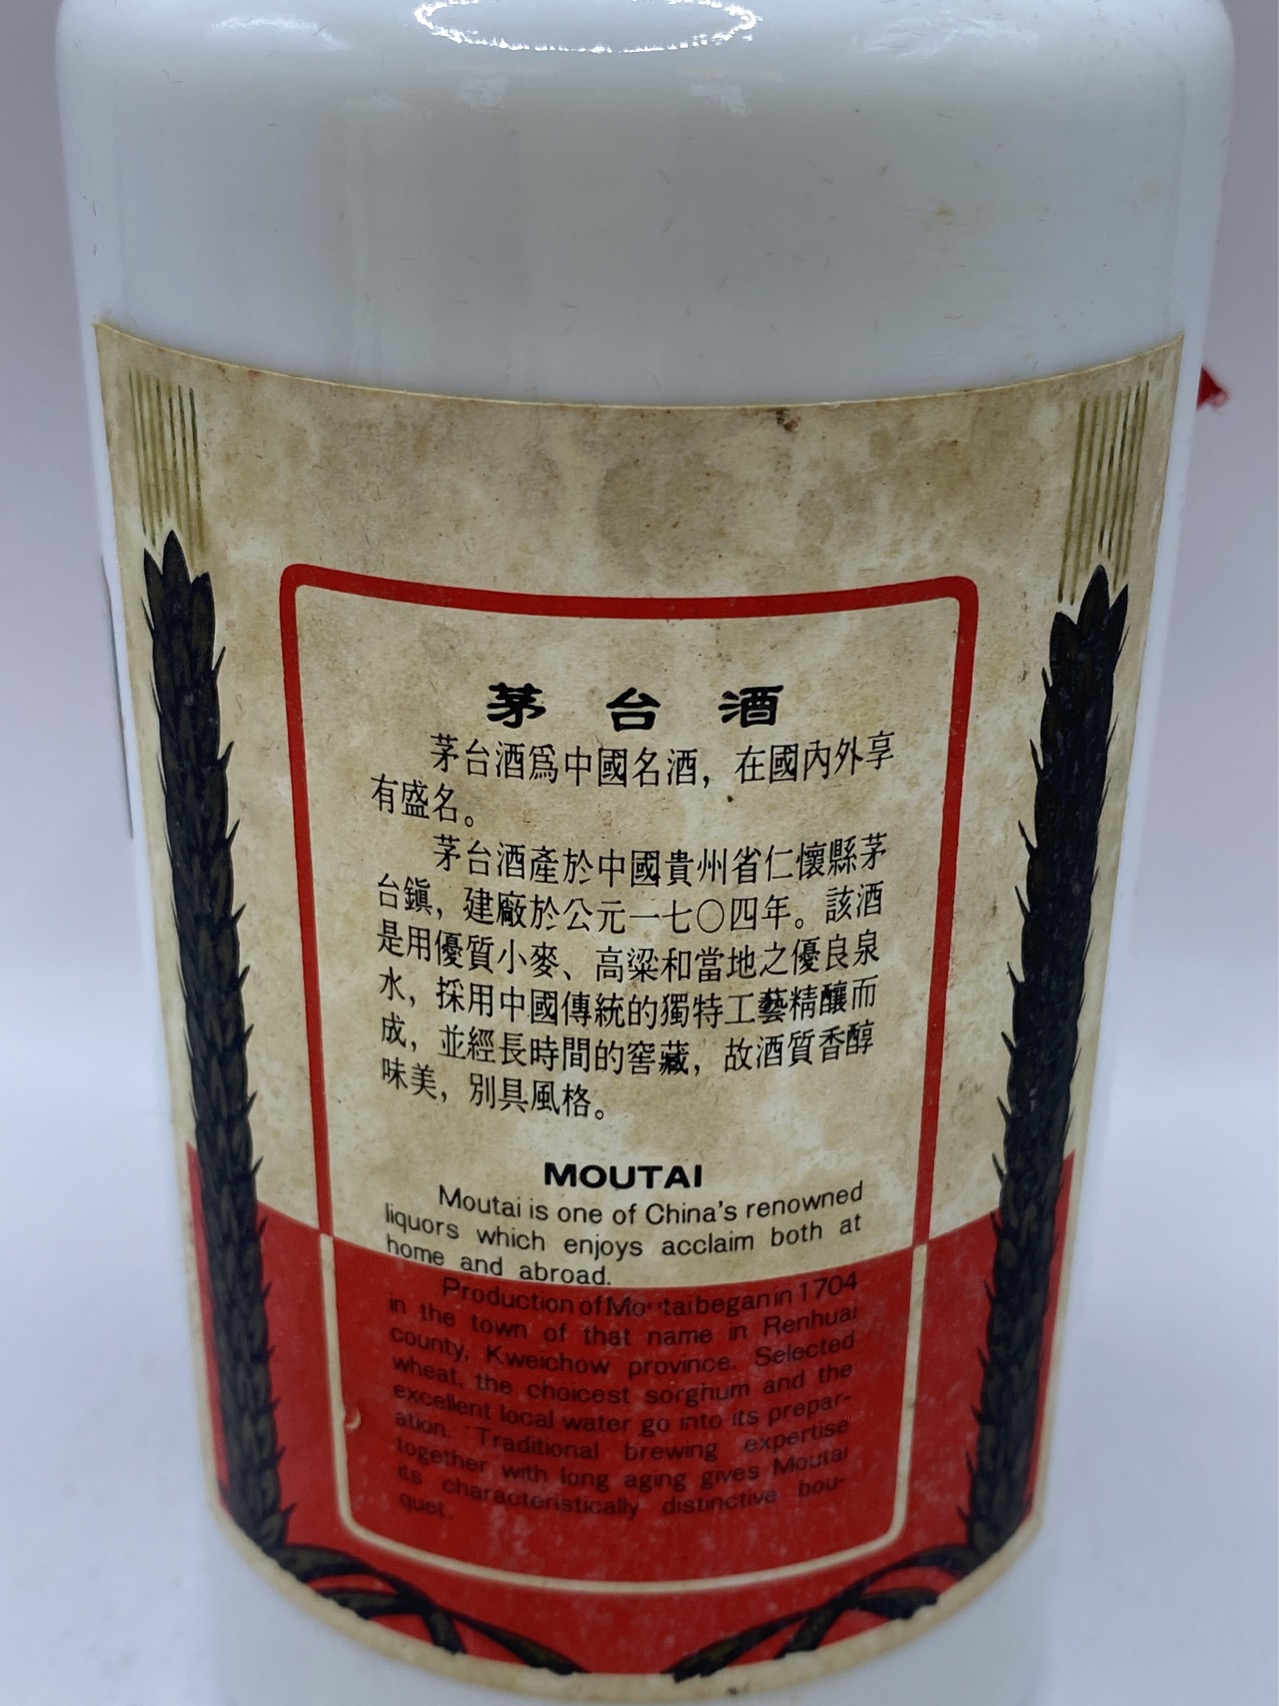 茅台酒
茅台酒爲中國名酒，在國內外享
有盛名。
茅台酒產於中國貴州省仁懷縣茅
台鎭，建廠於公元一七〇四年。該酒
是用優質小麥、高梁和當地之優良泉
水，採用中國傳統的獨特工藝精釀而
成，並經長時間的窖藏，故酒質香醇
味美，別具風格。
MOUTAI
Moutai is one of China's renowned
liquors which enjoys acclaim both at
home and abroad.
Production of Moutai began in 1704
in the town of that name in Renhuai
county, Kweichow province. Selected
wheat, the choicest sorghum and the
excellent local water go into its prepar-
ation. Traditional brewing expertise
together with long aging gives Moutai
its characteristically distinctive bou-
quet.